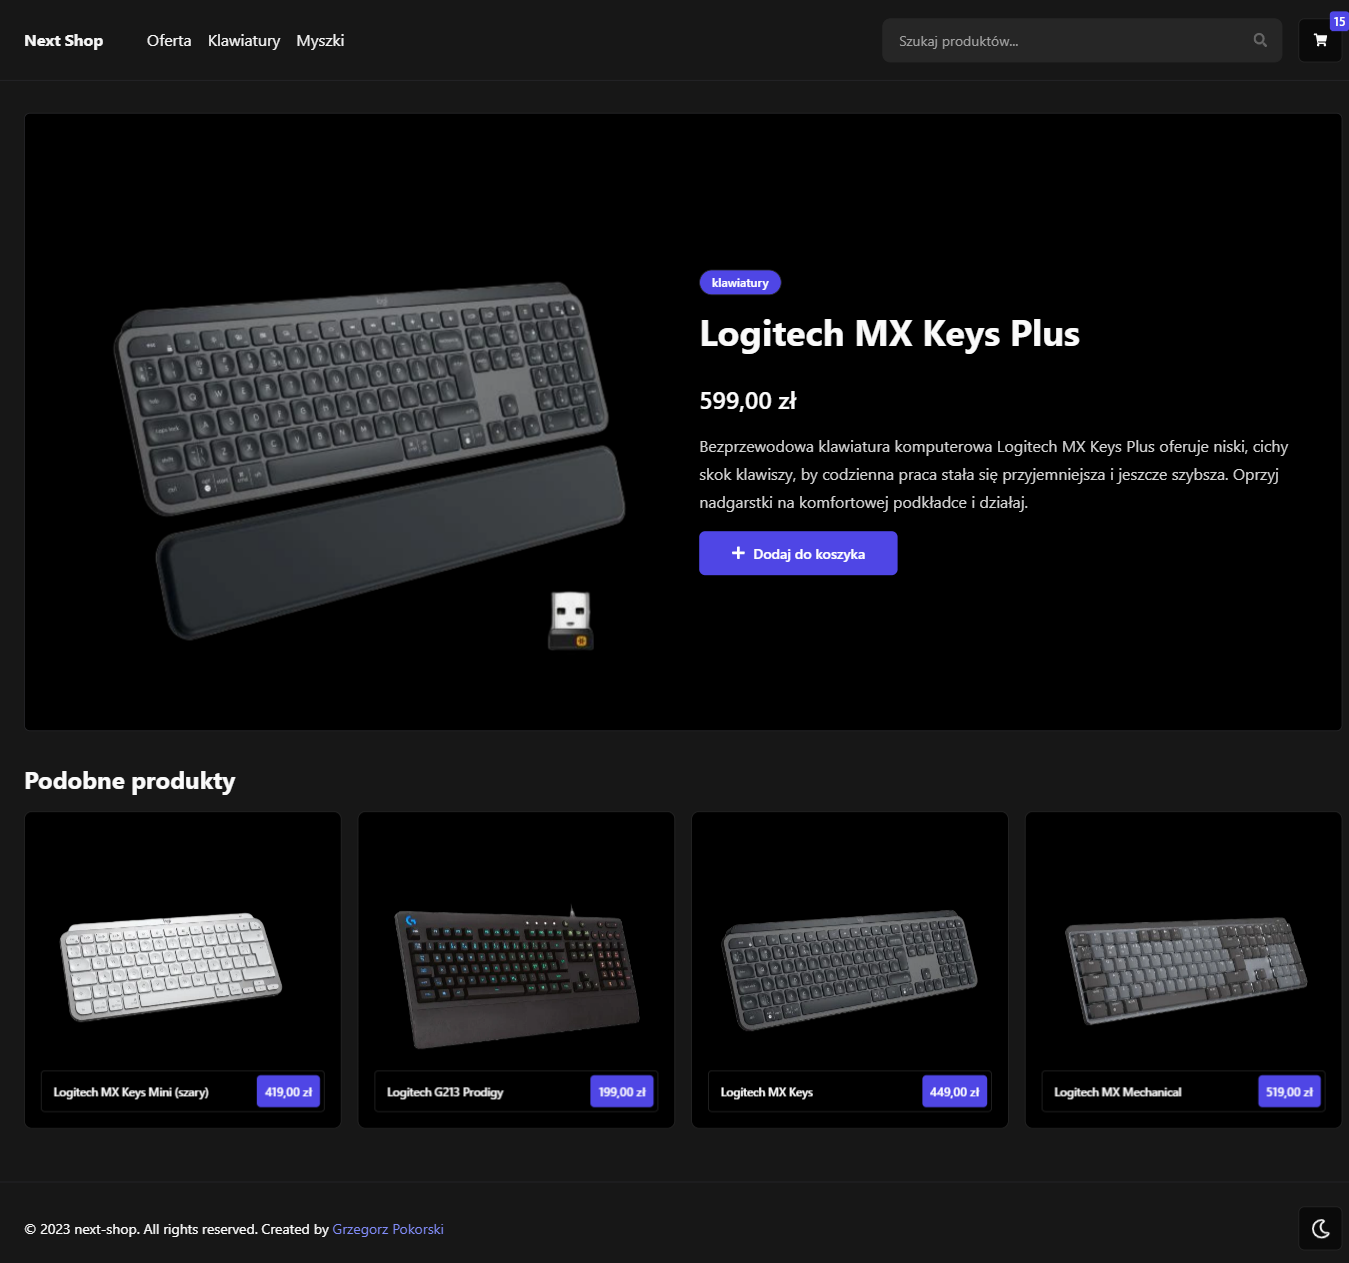 Next Shop
Oferta
Klawiatury
Myszki
Szukaj produktów...
15
klawiatury
Logitech MX Keys Plus
599,00 zł
Bezprzewodowa klawiatura komputerowa Logitech MX Keys Plus oferuje niski, cichy
skok klawiszy, by codzienna praca stała się przyjemniejsza i jeszcze szybsza. Oprzyj
nadgarstki na komfortowej podkładce i działaj.
Dodaj do koszyka
Podobne produkty
Logitech MX Keys Mini (szary)
419,00 zł
Logitech G213 Prodigy
199,00 zł
Logitech MX Keys
449,00 zł
Logitech MX Mechanical
519,00 zł
© 2023 next-shop. All rights reserved. Created by Grzegorz Pokorski